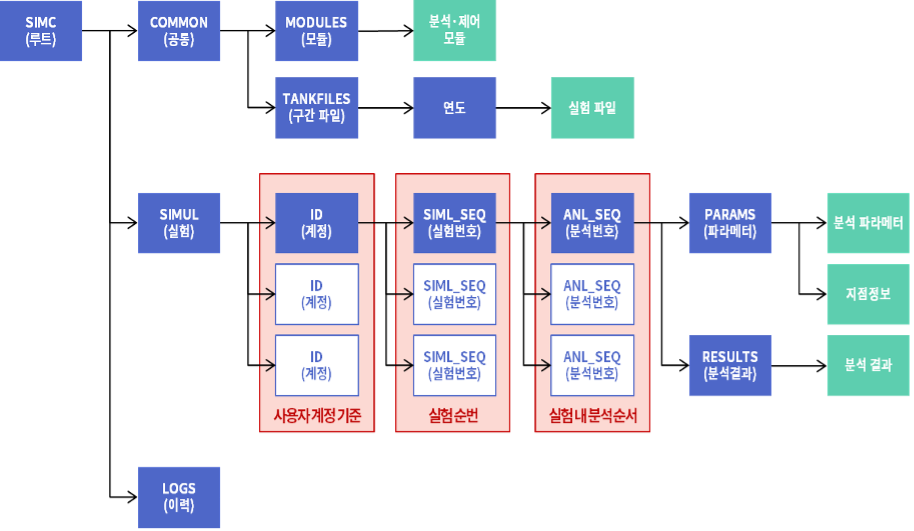 SIMC
(루트)
COMMON
(공통)
MODULES
(모듈)
분석·제어
모듈
TANKFILES
(구간 파일)
연도
실험 파일
SIMUL
(실험)
ID
(계정)
SIML_SEQ
(실험번호)
ANL_SEQ
(분석번호)
PARAMS
(파라메터)
분석 파라메터
ID
(계정)
SIML_SEQ
(실험번호)
ANL_SEQ
(분석번호)
지점정보
ID
(계정)
SIML_SEQ
(실험번호)
ANL_SEQ
(분석번호)
RESULTS
(분석결과)
분석 결과
사용자 계정 기준
실험 순번
실험 내 분석순서
LOGS
(이력)